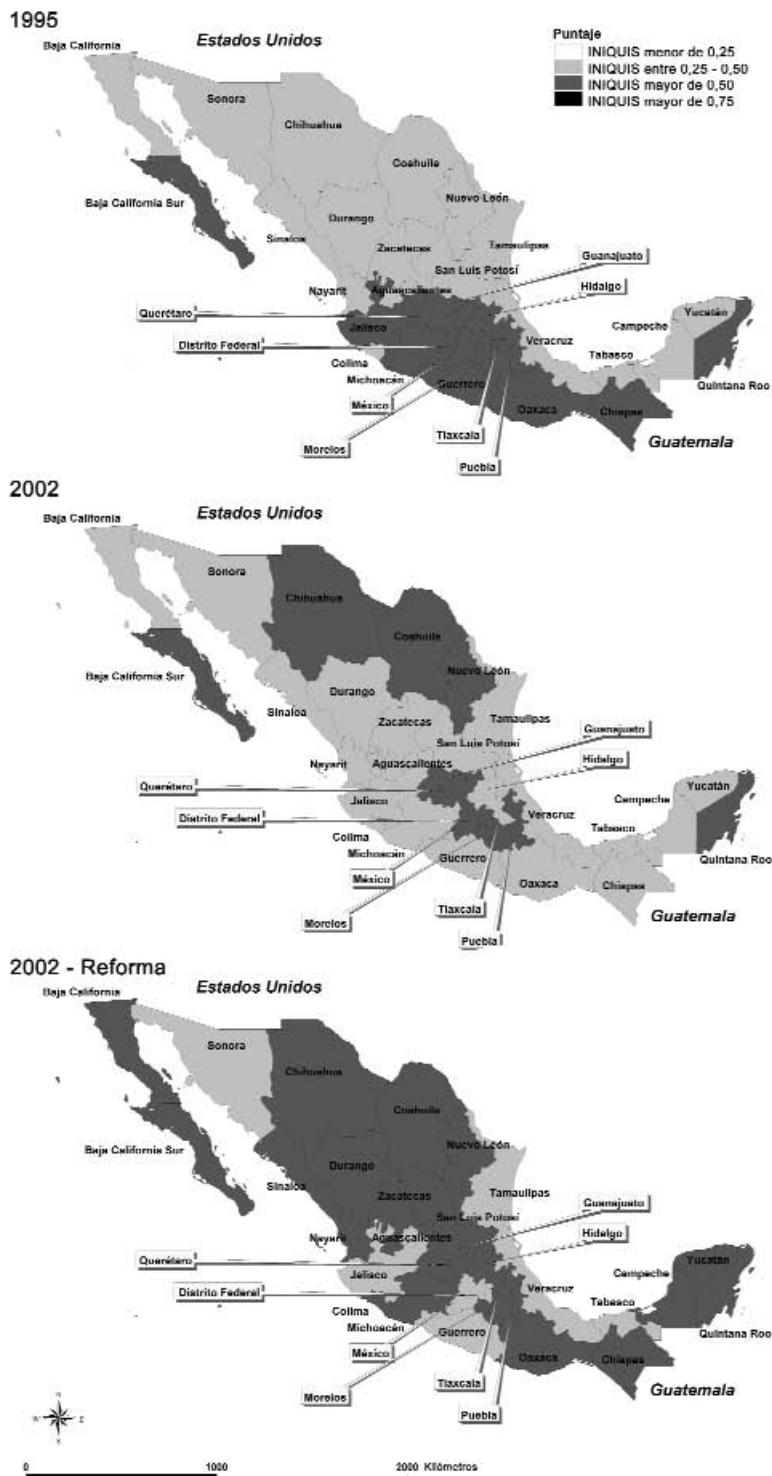 1995
Estados Unidos
Baja California
Puntaje
INIQUIS menor de 0,25
INIQUIS entre 0,25 - 0,50
INIQUIS mayor de 0,50
INIQUIS mayor de 0,75
Sonora
Chihuahua
Coahuila
Nuevo León
Baja California Sur
Durango
Sinaloa
Zacatecas
Tamaulipas
Guanajuato
San Luis Potosí
Hidalgo
Nayarit
Aguascalientes
Querétaro
Yucatán
Campeche
Jalisco
Distrito Federal
Veracruz
Tabasco
Colima
Michoacán
Guerrero
Quintana Roo
México
Oaxaca
Chiapas
Tlaxcala
Morelos
Guatemala
Puebla
2002
Estados Unidos
Baja California
Sonora
Chihuahua
Coahuila
Nuevo León
Baja California Sur
Durango
Sinaloa
Zacatecas
Tamaulipas
Guanajuato
San Luis Potosí
Hidalgo
Nayarit
Aguascalientes
Querétaro
Yucatán
Campeche
Jalisco
Distrito Federal
Veracruz
Tabasco
Colima
Michoacán
Guerrero
Quintana Roo
México
Oaxaca
Chiapas
Tlaxcala
Morelos
Guatemala
Puebla
2002 - Reforma
Estados Unidos
Baja California
Sonora
Chihuahua
Coahuila
Nuevo León
Baja California Sur
Durango
Sinaloa
Zacatecas
Tamaulipas
Guanajuato
San Luis Potosí
Hidalgo
Nayarit
Aguascalientes
Querétaro
Yucatán
Campeche
Jalisco
Distrito Federal
Veracruz
Tabasco
Colima
Michoacán
Guerrero
Quintana Roo
México
Oaxaca
Chiapas
Tlaxcala
Morelos
Guatemala
Puebla
N
W E
S
0 1000 2000 Kilómetros